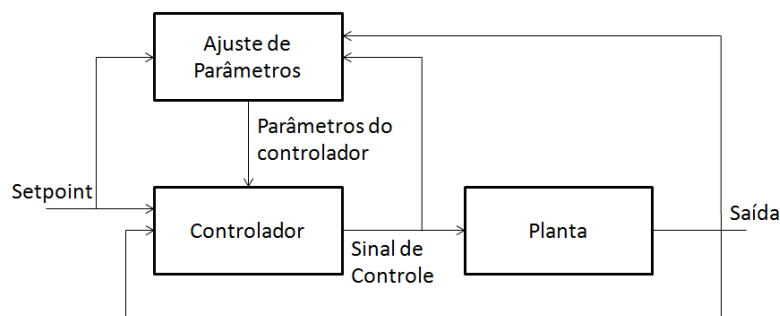 Ajuste de
Parâmetros
Parâmetros do
controlador
Setpoint
Controlador
Sinal de
Controle
Planta
Saída